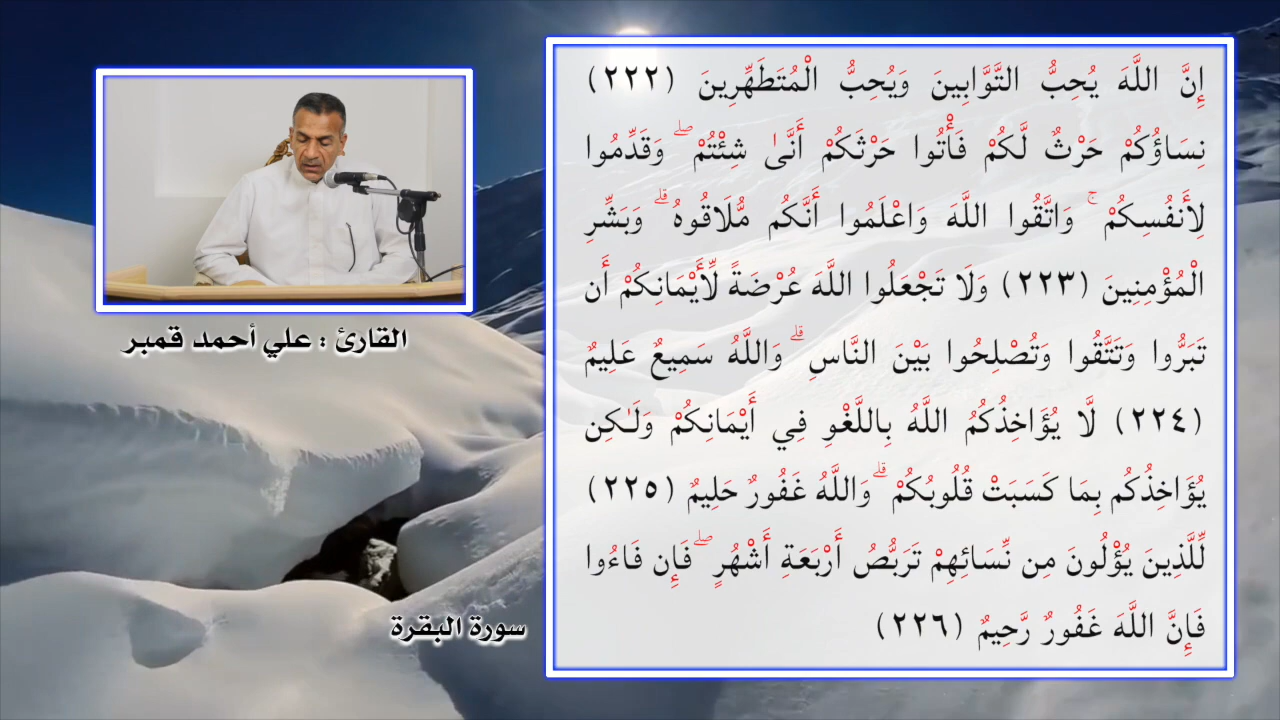 إِنَّ اللَّهَ يُحِبُّ التَّوَّابِينَ وَيُحِبُّ الْمُتَطَهِّرِينَ (٢٢٢)
نِسَاؤُكُمْ حَرْثٌ لَّكُمْ فَأْتُوا حَرْثَكُمْ أَنَّىٰ شِئْتُمْ ۖ وَقَدِّمُوا
لِأَنفُسِكُمْ ۚ وَاتَّقُوا اللَّهَ وَاعْلَمُوا أَنَّكُم مُّلَاقُوهُ ۗ وَبَشِّرِ
الْمُؤْمِنِينَ (٢٢٣) وَلَا تَجْعَلُوا اللَّهَ عُرْضَةً لِّأَيْمَانِكُمْ أَن
تَبَرُّوا وَتَتَّقُوا وَتُصْلِحُوا بَيْنَ النَّاسِ ۗ وَاللَّهُ سَمِيعٌ عَلِيمٌ
(٢٢٤) لَّا يُؤَاخِذُكُمُ اللَّهُ بِاللَّغْوِ فِي أَيْمَانِكُمْ وَلَٰكِن
يُؤَاخِذُكُم بِمَا كَسَبَتْ قُلُوبُكُمْ ۗ وَاللَّهُ غَفُورٌ حَلِيمٌ (٢٢٥)
لِّلَّذِينَ يُؤْلُونَ مِن نِّسَائِهِمْ تَرَبُّصُ أَرْبَعَةِ أَشْهُرٍ ۖ فَإِن فَاءُوا
فَإِنَّ اللَّهَ غَفُورٌ رَّحِيمٌ (٢٢٦)
القارئ : علي أحمد قمبر
سورة البقرة